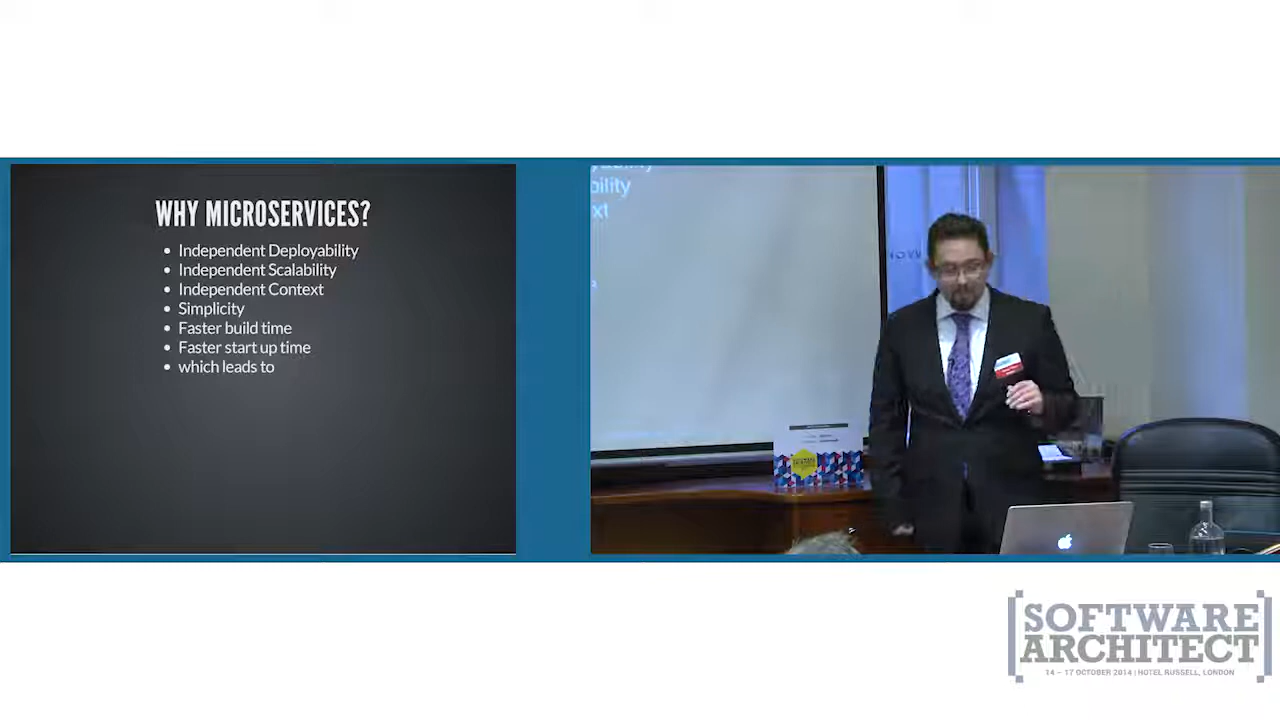 WHY MICROSERVICES?
• Independent Deployability
• Independent Scalability
• Independent Context
• Simplicity
• Faster build time
• Faster start up time
• which leads to
[SOFTWARE
ARCHITECT]
14 – 17 OCTOBER 2014 | HOTEL RUSSELL, LONDON